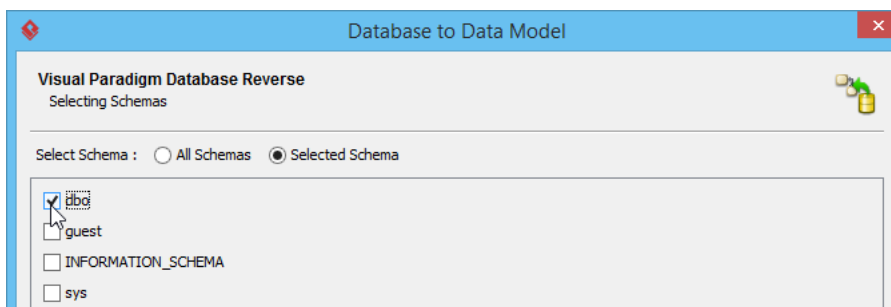 Database to Data Model
Visual Paradigm Database Reverse
Selecting Schemas
Select Schema : All Schemas Selected Schema
dbo
guest
INFORMATION_SCHEMA
sys